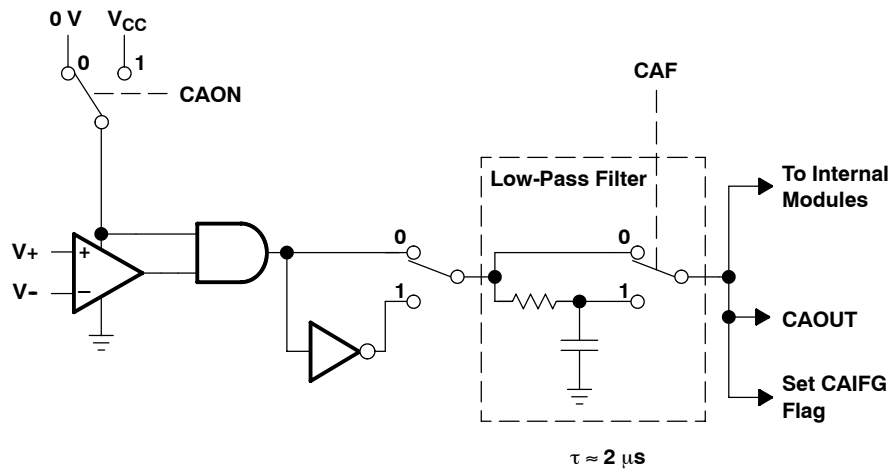 0 V VCC
0 1
CAON
CAF
Low-Pass Filter
To Internal
Modules
V+
+
V-
−
0
1
0
1
CAOUT
Set CAIFG
Flag
τ ≈ 2 μs